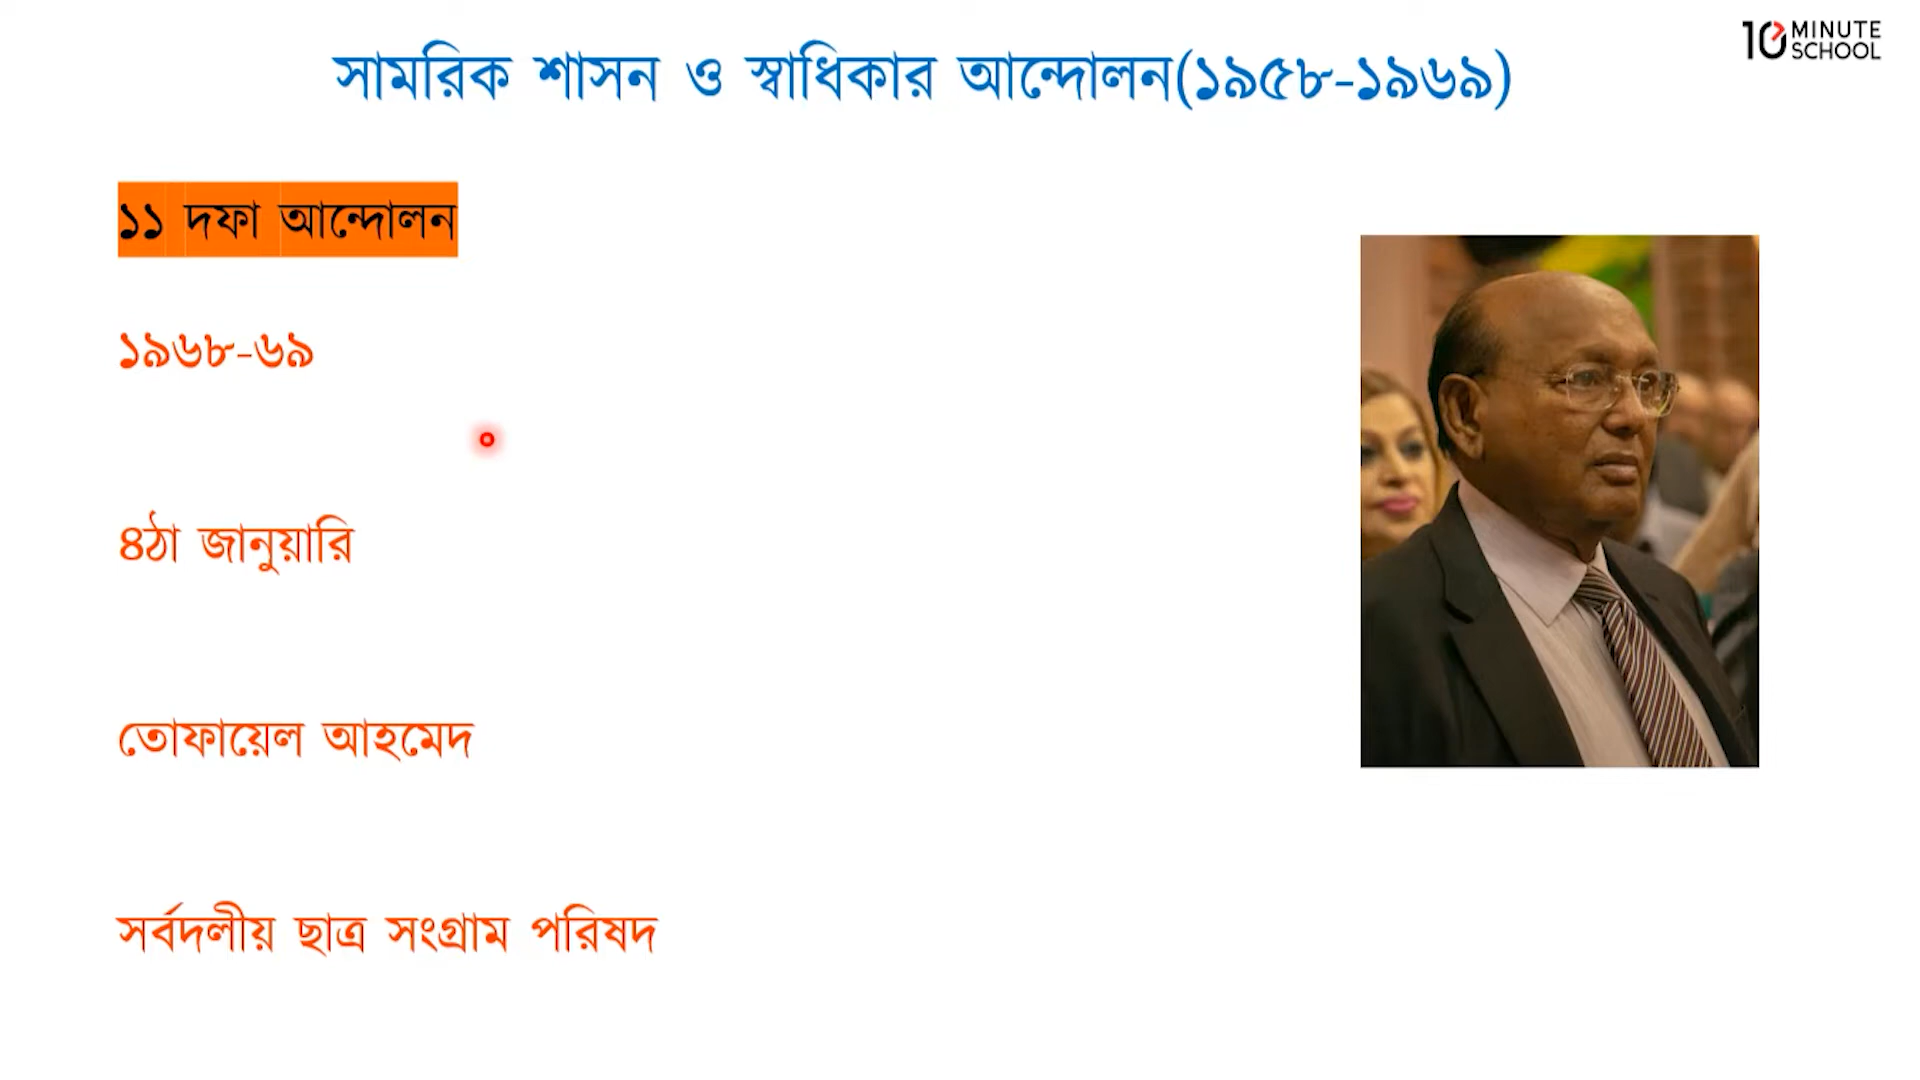 10 MINUTE
SCHOOL
সামরিক শাসন ও স্বাধিকার আন্দোলন(১৯৫৮-১৯৬৯)
১১ দফা আন্দোলন
১৯৬৮-৬৯
৪ঠা জানুয়ারি
তোফায়েল আহমেদ
সর্বদলীয় ছাত্র সংগ্রাম পরিষদ